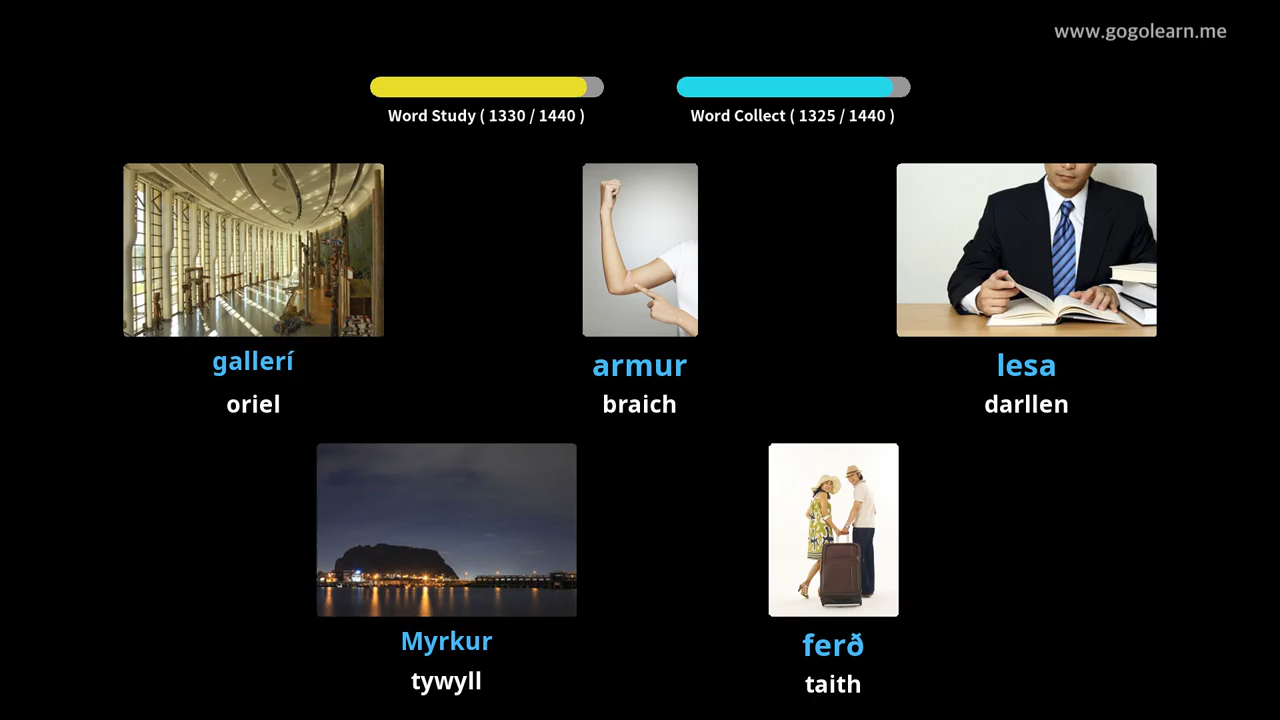 www.gogolearn.me
Word Study ( 1330 / 1440 )
Word Collect ( 1325 / 1440 )
gallerí
armur
lesa
oriel
braich
darllen
Myrkur
ferð
tywyll
taith